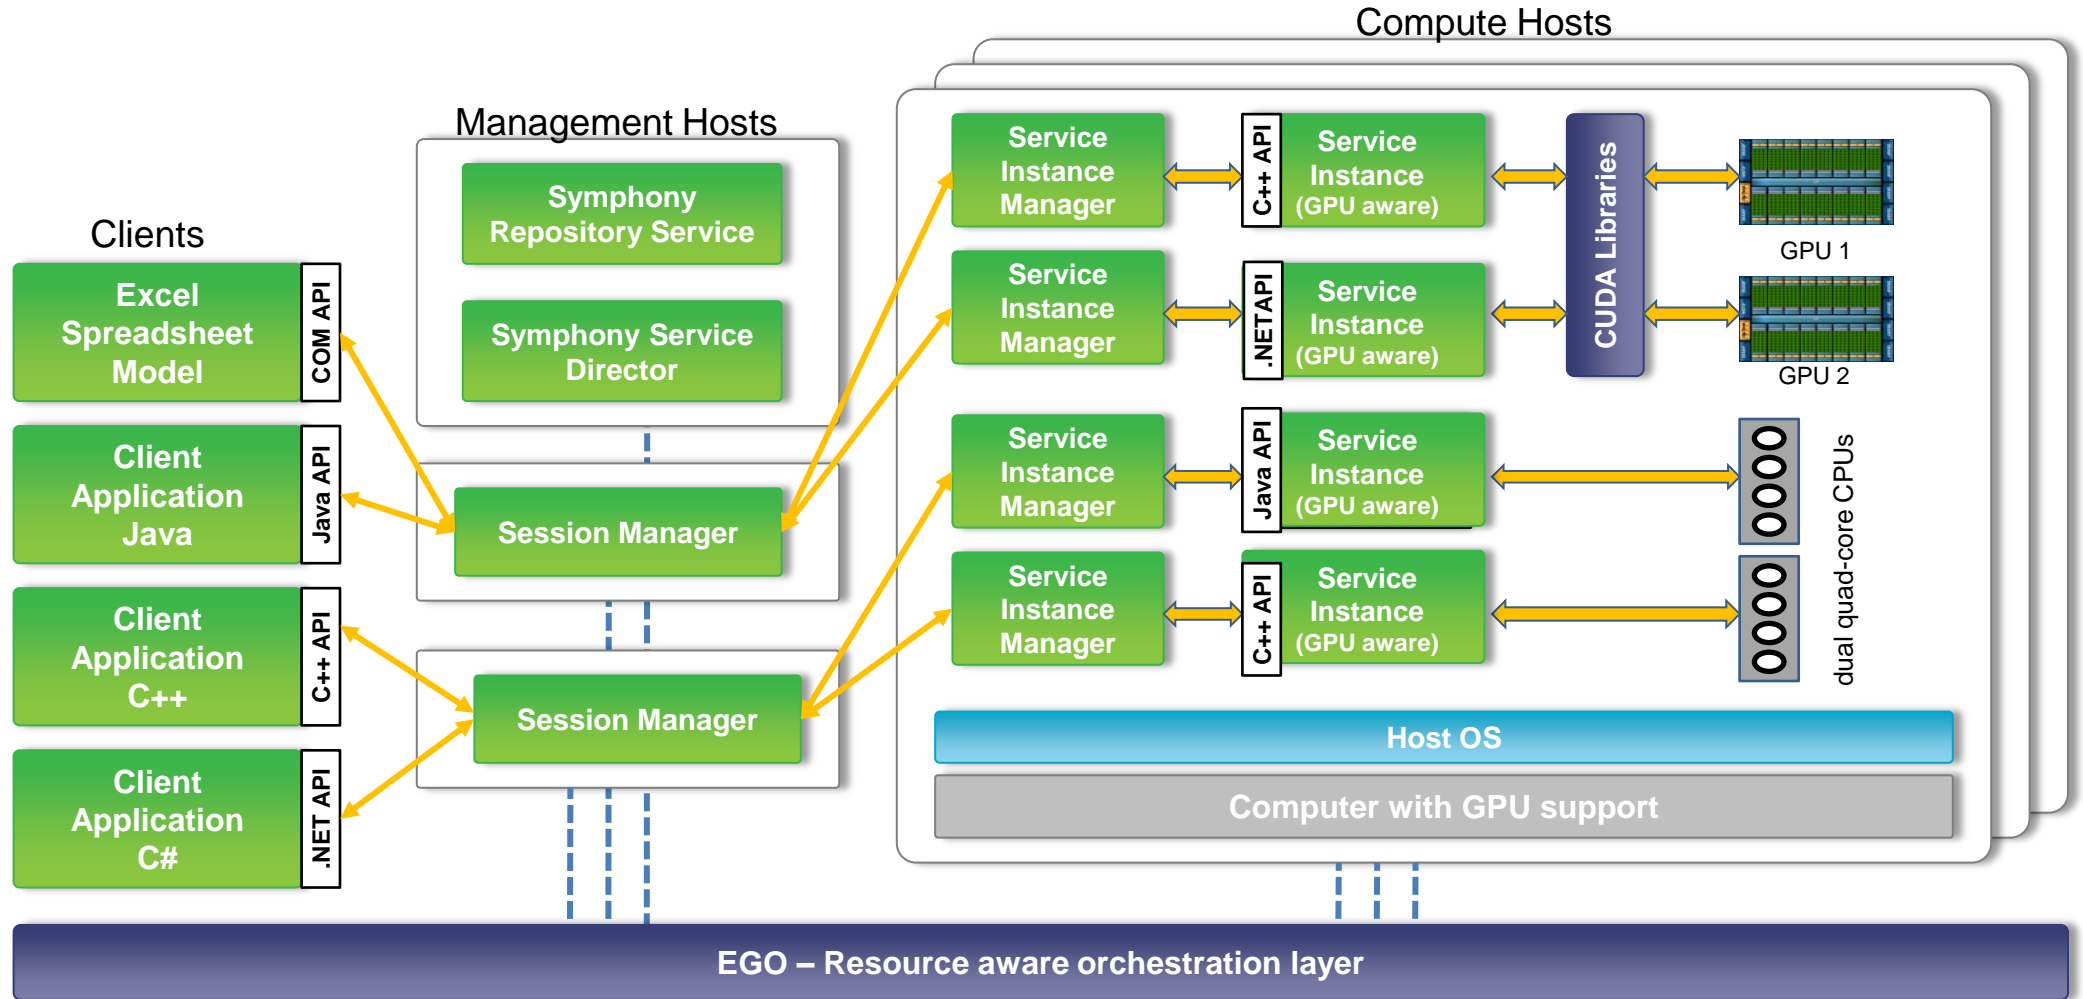 Compute Hosts
Management Hosts
Clients
Symphony
Repository Service
Symphony Service
Director
Excel
Spreadsheet
Model
COM API
Client
Application
Java
Java API
Client
Application
C++
C++ API
Client
Application
C#
.NET API
Session Manager
Session Manager
Service
Instance
Manager
C++ API
Service
Instance
(GPU aware)
Service
Instance
Manager
.NETAPI
Service
Instance
(GPU aware)
CUDA Libraries
GPU 1
GPU 2
Service
Instance
Manager
Java API
Service
Instance
(GPU aware)
Service
Instance
Manager
C++ API
Service
Instance
(GPU aware)
dual quad-core CPUs
Host OS
Computer with GPU support
EGO – Resource aware orchestration layer